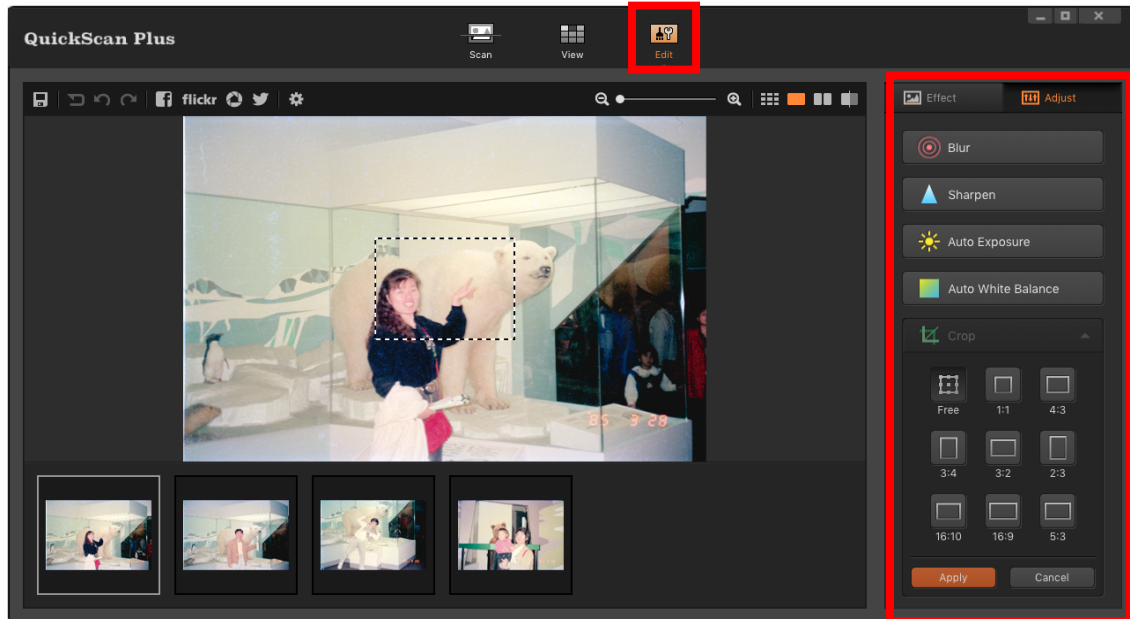 QuickScan Plus
Scan
View
Edit
flickr
Effect
Adjust
Blur
Sharpen
Auto Exposure
Auto White Balance
Crop
Free
1:1
4:3
3:4
3:2
2:3
16:10
16:9
5:3
Apply
Cancel
85 3 28